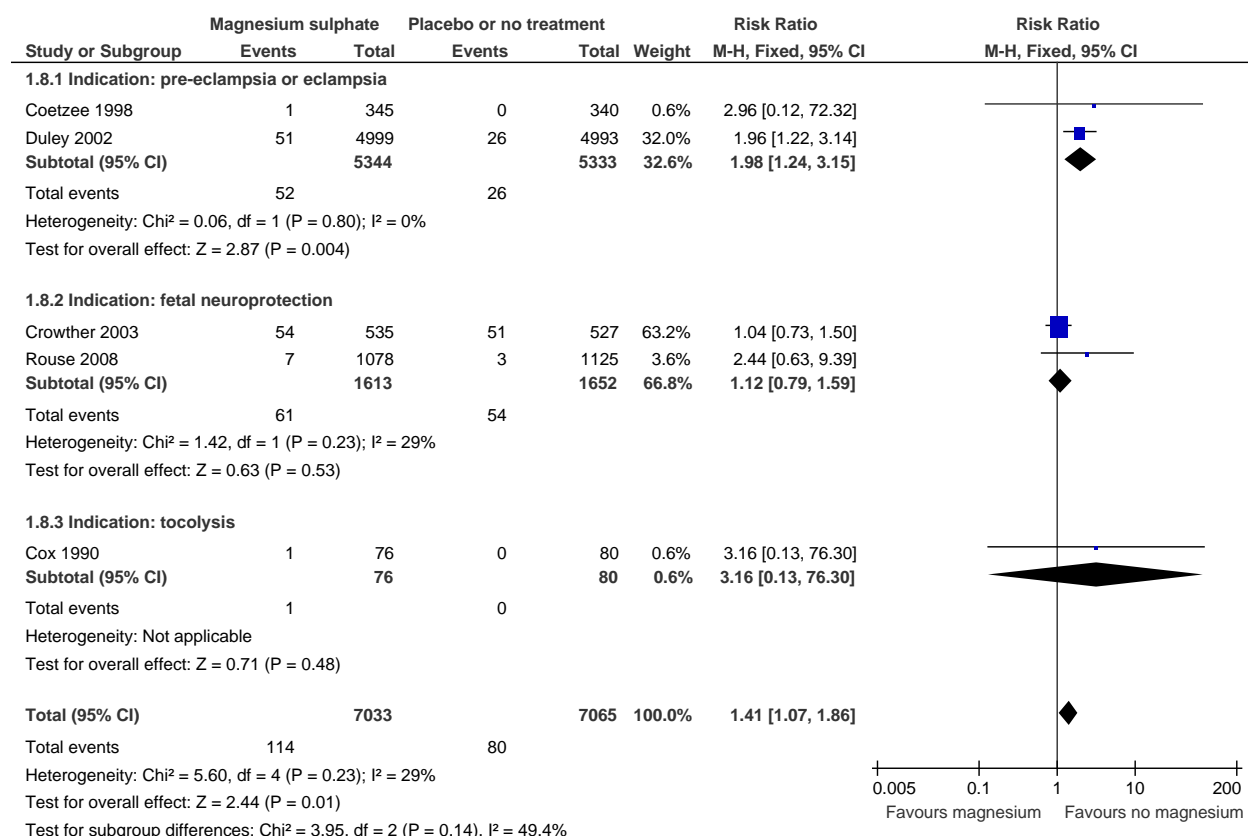 Magnesium sulphate Placebo or no treatment Risk Ratio Risk Ratio
Study or Subgroup Events Total Events Total Weight M-H, Fixed, 95% CI M-H, Fixed, 95% CI
1.8.1 Indication: pre-eclampsia or eclampsia
Coetzee 1998 1 345 0 340 0.6% 2.96 [0.12, 72.32]
Duley 2002 51 4999 26 4993 32.0% 1.96 [1.22, 3.14]
Subtotal (95% CI) 5344 5333 32.6% 1.98 [1.24, 3.15]
Total events 52 26
Heterogeneity: Chi² = 0.06, df = 1 (P = 0.80); I² = 0%
Test for overall effect: Z = 2.87 (P = 0.004)
1.8.2 Indication: fetal neuroprotection
Crowther 2003 54 535 51 527 63.2% 1.04 [0.73, 1.50]
Rouse 2008 7 1078 3 1125 3.6% 2.44 [0.63, 9.39]
Subtotal (95% CI) 1613 1652 66.8% 1.12 [0.79, 1.59]
Total events 61 54
Heterogeneity: Chi² = 1.42, df = 1 (P = 0.23); I² = 29%
Test for overall effect: Z = 0.63 (P = 0.53)
1.8.3 Indication: tocolysis
Cox 1990 1 76 0 80 0.6% 3.16 [0.13, 76.30]
Subtotal (95% CI) 76 80 0.6% 3.16 [0.13, 76.30]
Total events 1 0
Heterogeneity: Not applicable
Test for overall effect: Z = 0.71 (P = 0.48)
Total (95% CI) 7033 7065 100.0% 1.41 [1.07, 1.86]
Total events 114 80
Heterogeneity: Chi² = 5.60, df = 4 (P = 0.23); I² = 29%
Test for overall effect: Z = 2.44 (P = 0.01)
Test for subgroup differences: Chi² = 3.95, df = 2 (P = 0.14), I² = 49.4%
0.005 0.1 1 10 200
Favours magnesium Favours no magnesium